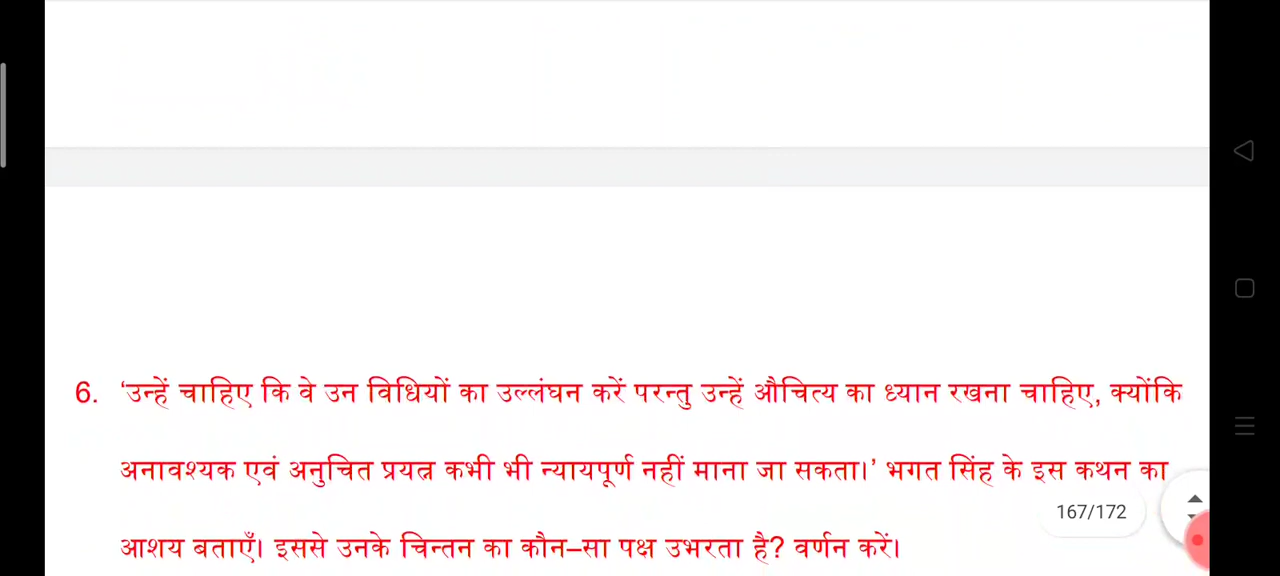 6. ‘उन्हें चाहिए कि वे उन विधियों का उल्लंघन करें परन्तु उन्हें औचित्य का ध्यान रखना चाहिए, क्योंकि
अनावश्यक एवं अनुचित प्रयत्न कभी भी न्यायपूर्ण नहीं माना जा सकता।’ भगत सिंह के इस कथन का
167/172
आशय बताएँ। इससे उनके चिन्तन का कौन–सा पक्ष उभरता है? वर्णन करें।